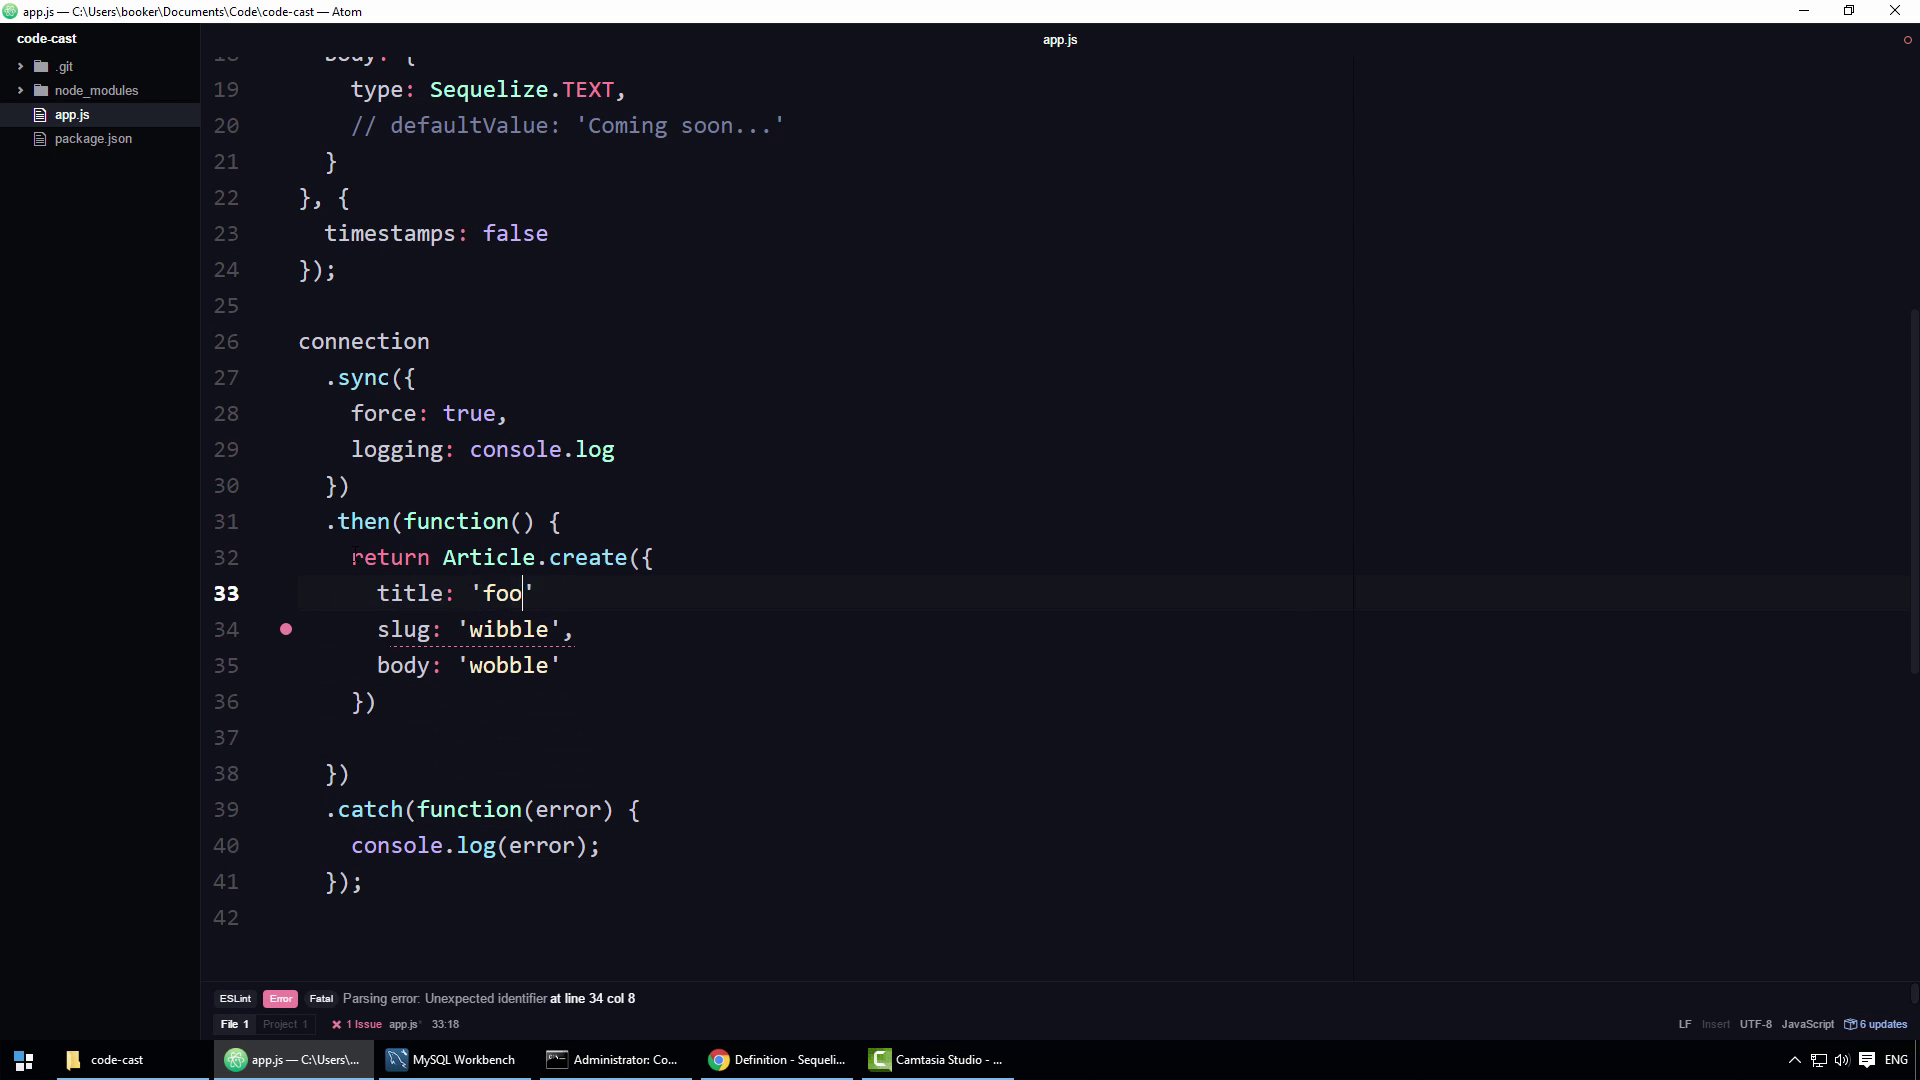 app.js — C:\Users\booker\Documents\Code\code-cast — Atom
code-cast
.git
node_modules
app.js
package.json
app.js
18 body: {
19 type: Sequelize.TEXT,
20 // defaultValue: 'Coming soon...'
21 }
22 }, {
23 timestamps: false
24 });
25
26 connection
27 .sync({
28 force: true,
29 logging: console.log
30 })
31 .then(function() {
32 return Article.create({
33 title: 'foo'
34 slug: 'wibble',
35 body: 'wobble'
36 })
37
38 })
39 .catch(function(error) {
40 console.log(error);
41 });
42
ESLint Error Fatal Parsing error: Unexpected identifier at line 34 col 8
File 1 Project 1 1 Issue app.js* 33:18 LF Insert UTF-8 JavaScript 6 updates
code-cast app.js — C:\Users\... MySQL Workbench Administrator: Co... Definition - Sequeli... Camtasia Studio - ... ENG